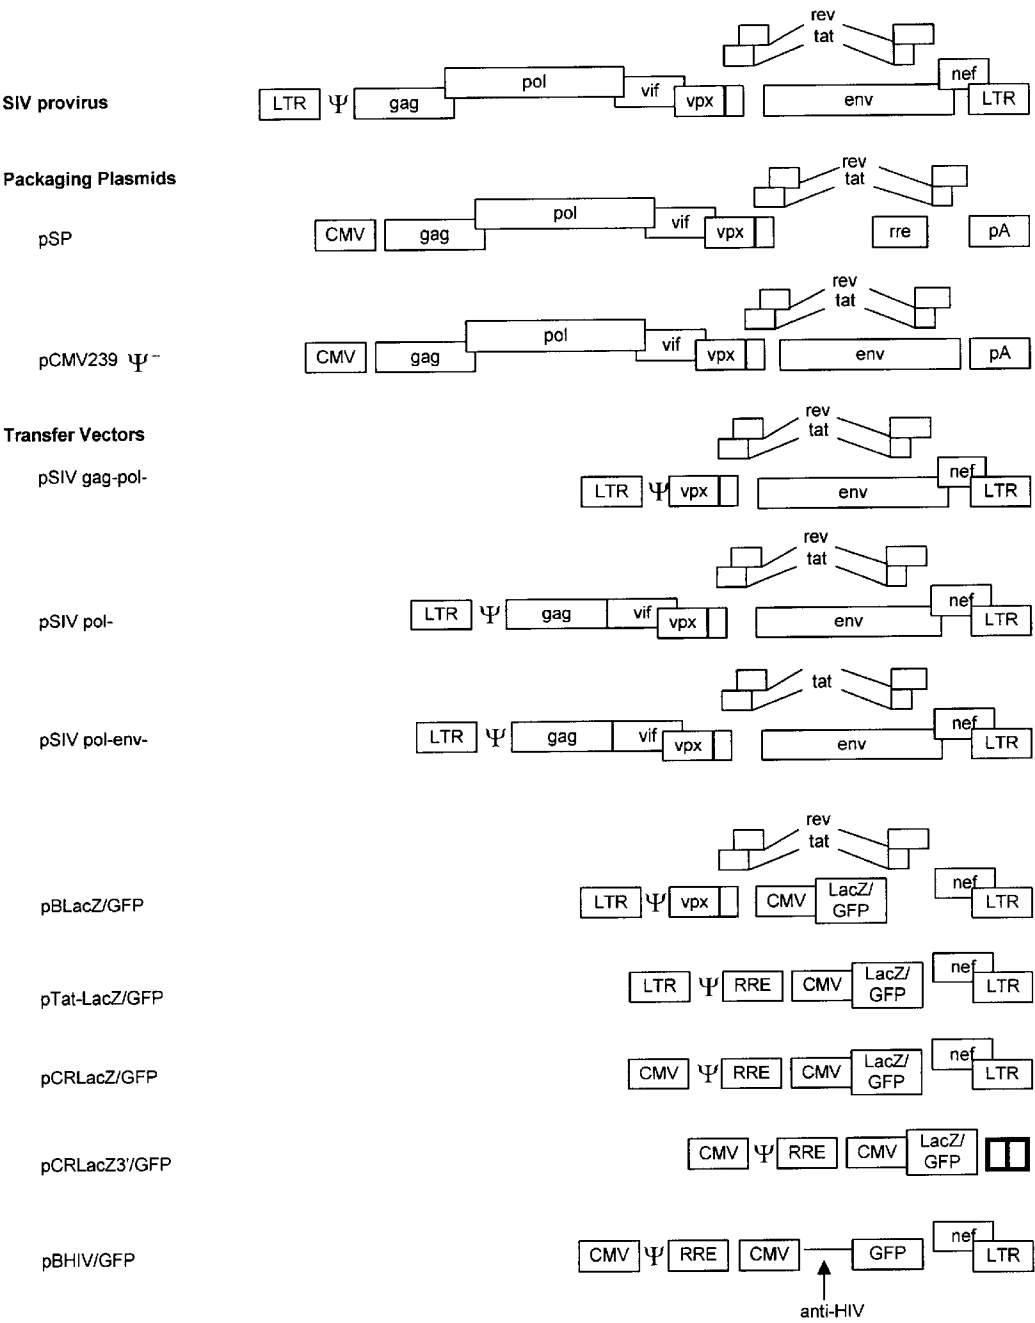 rev
tat
SIV provirus LTR Ψ gag pol vif vpx env nef LTR
Packaging Plasmids
rev
tat
pSP CMV gag pol vif vpx rre pA
rev
tat
pCMV239 Ψ⁻ CMV gag pol vif vpx env pA
Transfer Vectors
rev
tat
pSIV gag-pol- LTR Ψ vpx env nef LTR
rev
tat
pSIV pol- LTR Ψ gag vif vpx env nef LTR
tat
pSIV pol-env- LTR Ψ gag vif vpx env nef LTR
rev
tat
pBLacZ/GFP LTR Ψ vpx CMV LacZ/ GFP nef LTR
pTat-LacZ/GFP LTR Ψ RRE CMV LacZ/ GFP nef LTR
pCRLacZ/GFP CMV Ψ RRE CMV LacZ/ GFP nef LTR
pCRLacZ3'/GFP CMV Ψ RRE CMV LacZ/ GFP
pBHIV/GFP CMV Ψ RRE CMV GFP nef LTR
anti-HIV